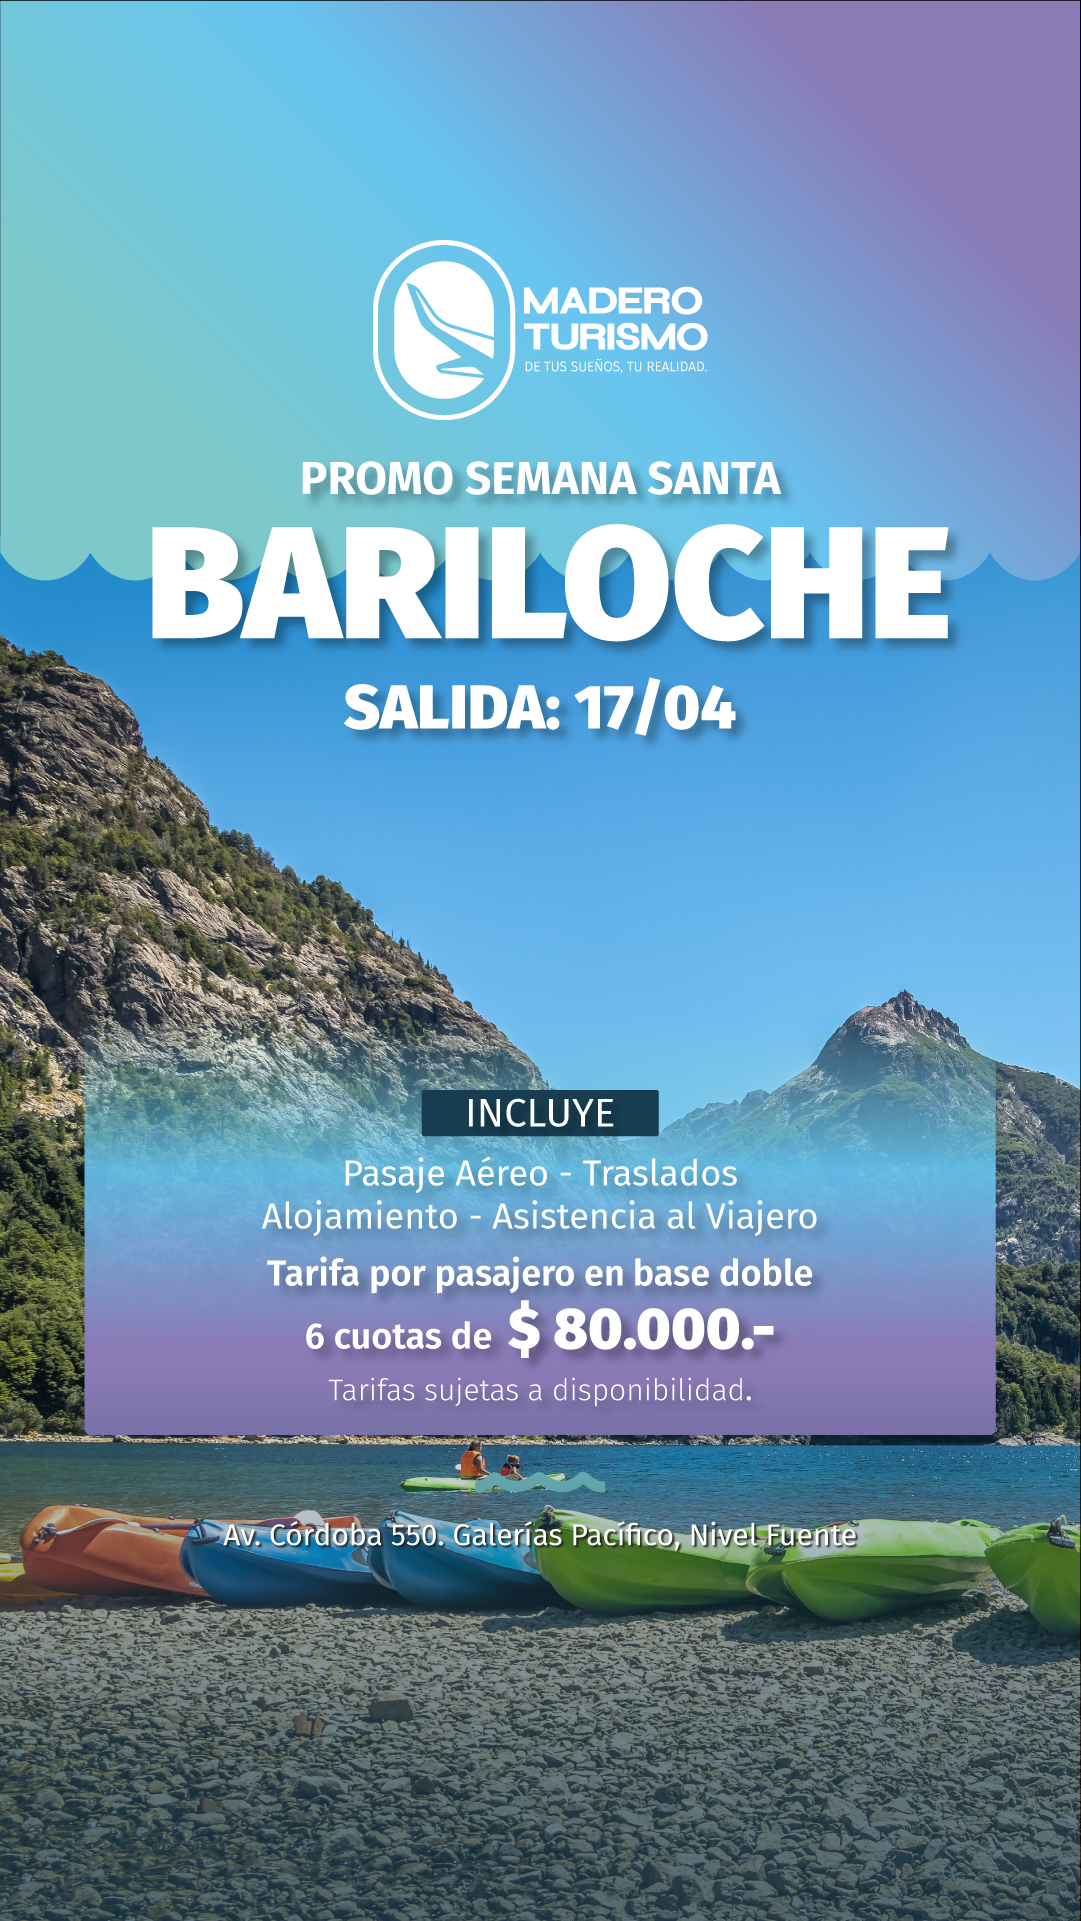 MADERO
TURISMO
DE TUS SUEÑOS, TU REALIDAD.
PROMO SEMANA SANTA
BARILOCHE
SALIDA: 17/04
INCLUYE
Pasaje Aéreo - Traslados
Alojamiento - Asistencia al Viajero
Tarifa por pasajero en base doble
6 cuotas de $ 80.000.-
Tarifas sujetas a disponibilidad.
Av. Córdoba 550. Galerías Pacífico, Nivel Fuente